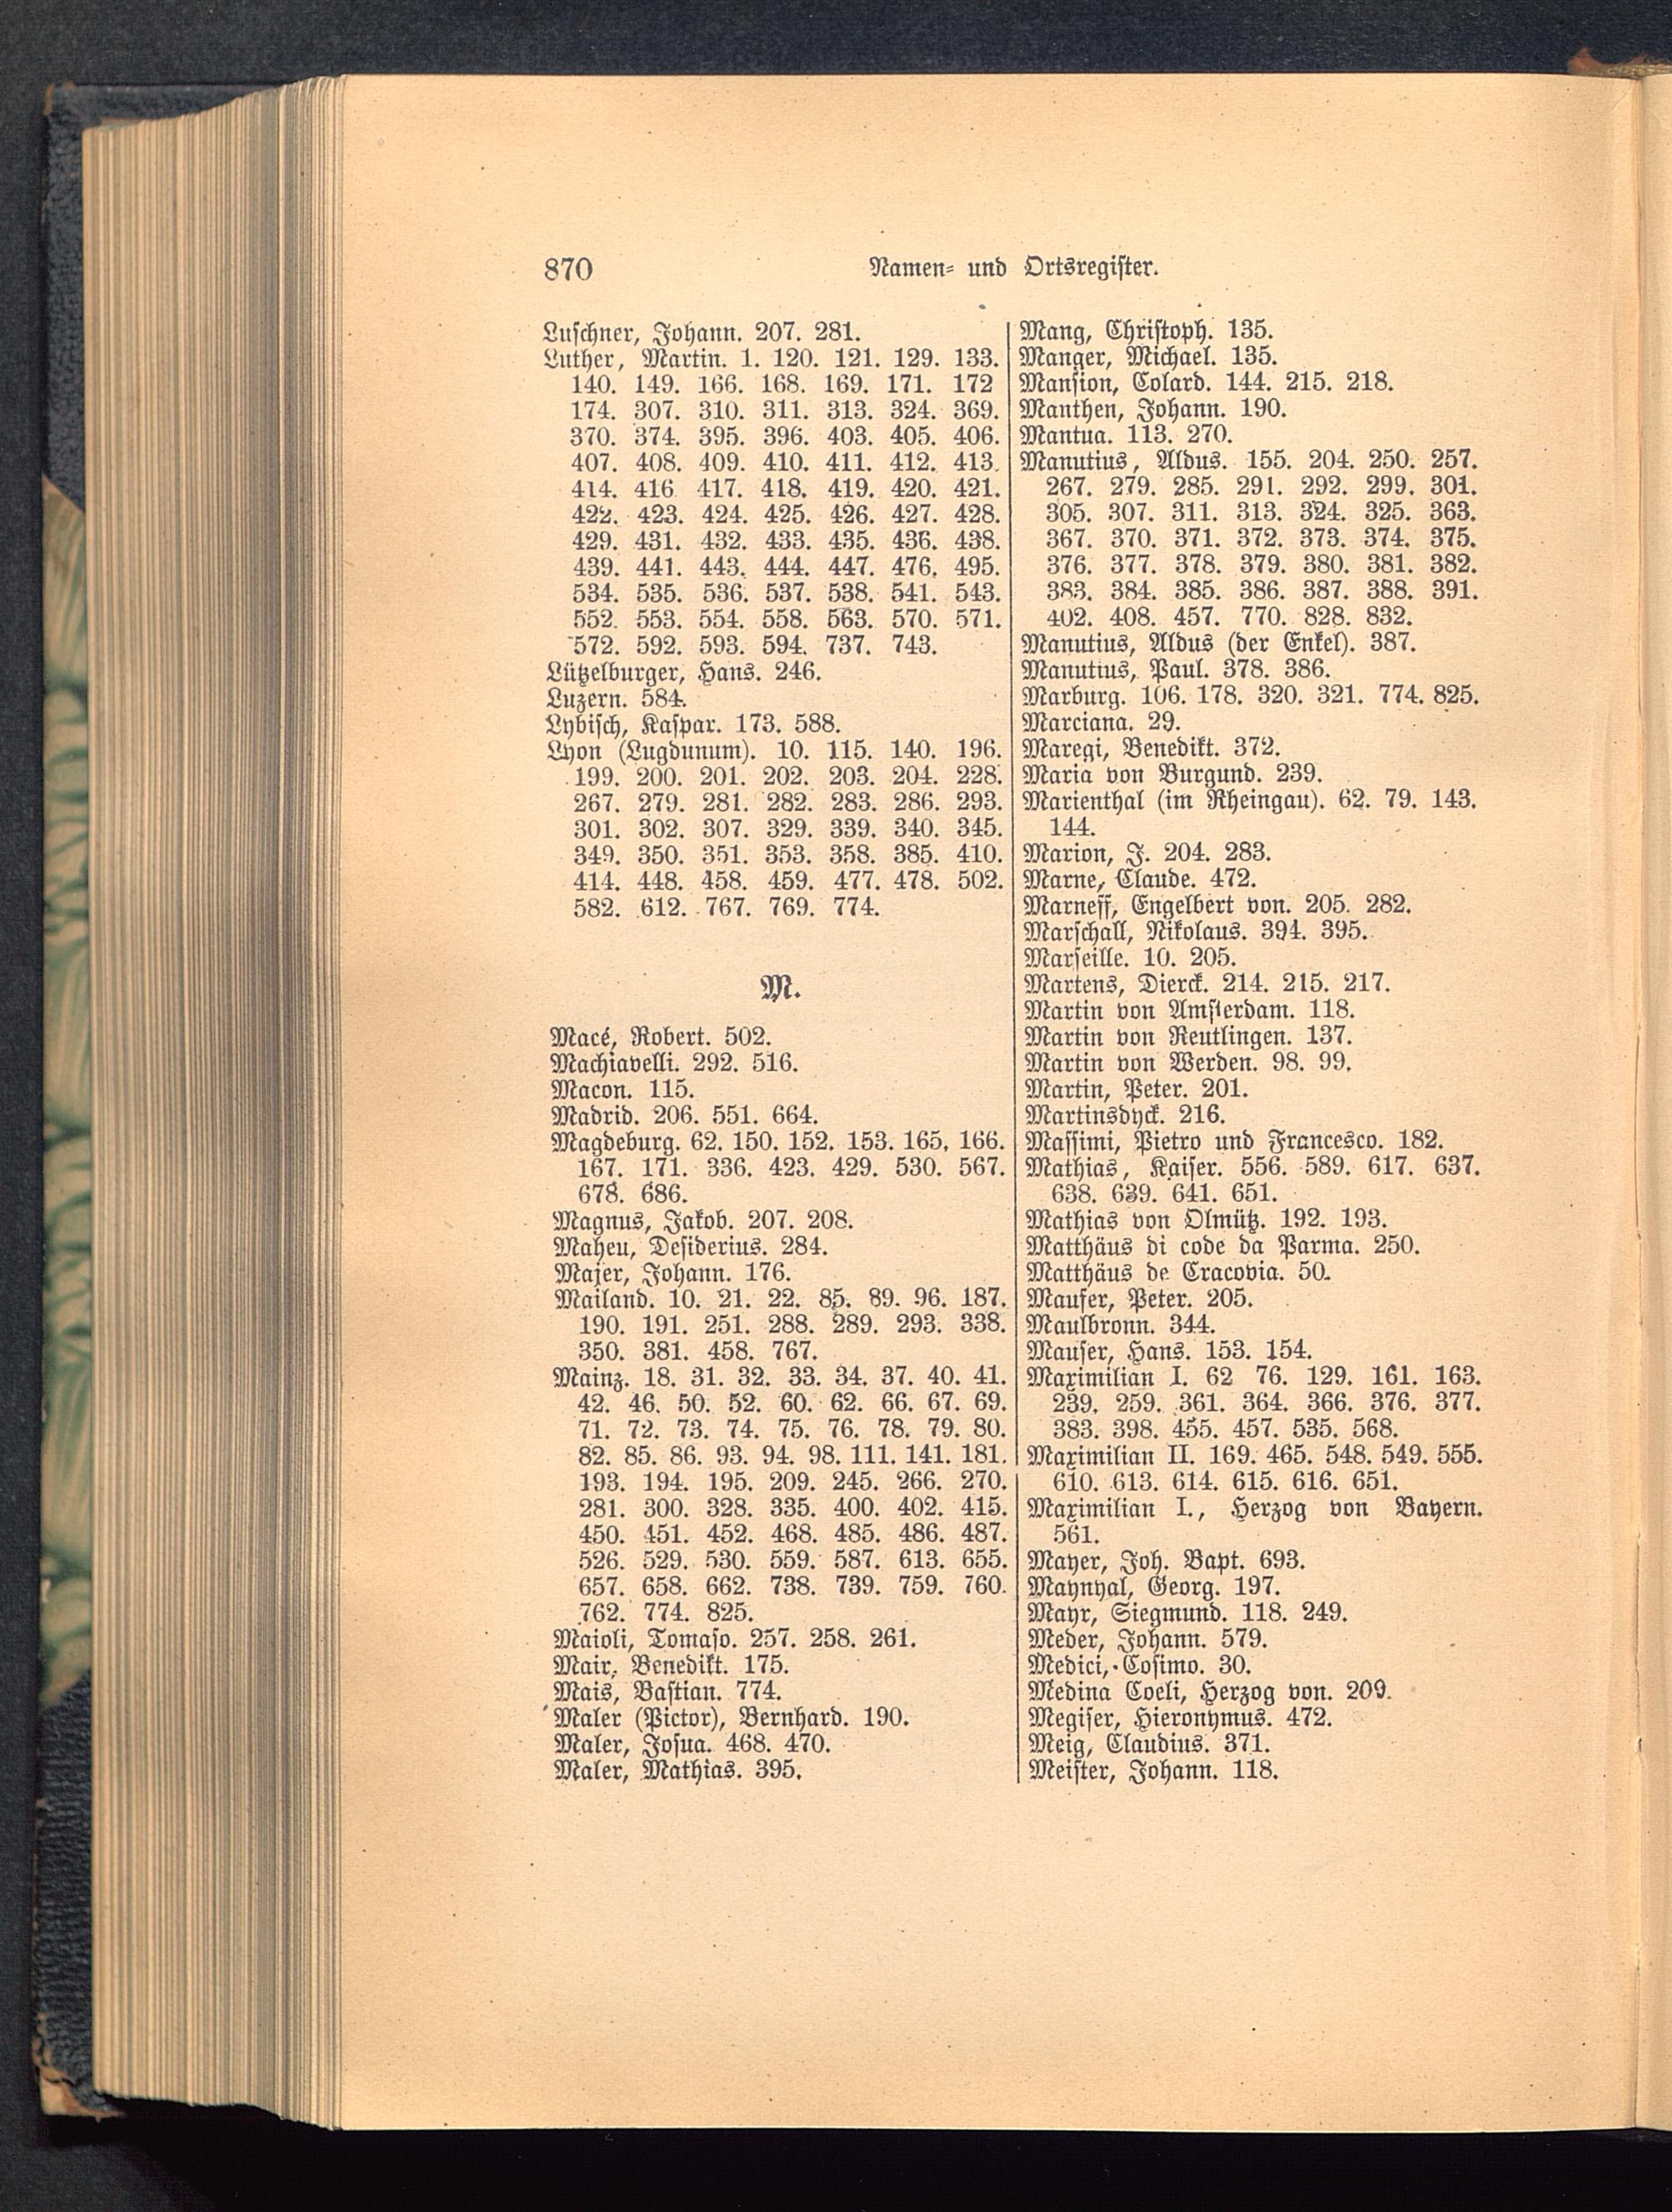 870 Namen- und Ortsregister.
Luschner, Johann. 207. 281.
Luther, Martin. 1. 120. 121. 129. 133.
140. 149. 166. 168. 169. 171. 172
174. 307. 310. 311. 313. 324. 369.
370. 374. 395. 396. 403. 405. 406.
407. 408. 409. 410. 411. 412. 413.
414. 416 417. 418. 419. 420. 421.
422. 423. 424. 425. 426. 427. 428.
429. 431. 432. 433. 435. 436. 438.
439. 441. 443. 444. 447. 476. 495.
534. 535. 536. 537. 538. 541. 543.
552. 553. 554. 558. 563. 570. 571.
572. 592. 593. 594. 737. 743.
Lützelburger, Hans. 246.
Luzern. 584.
Lybisch, Kaspar. 173. 588.
Lyon (Lugdunum). 10. 115. 140. 196.
199. 200. 201. 202. 203. 204. 228.
267. 279. 281. 282. 283. 286. 293.
301. 302. 307. 329. 339. 340. 345.
349. 350. 351. 353. 358. 385. 410.
414. 448. 458. 459. 477. 478. 502.
582. 612. 767. 769. 774.
M.
Macé, Robert. 502.
Machiavelli. 292. 516.
Macon. 115.
Madrid. 206. 551. 664.
Magdeburg. 62. 150. 152. 153. 165. 166.
167. 171. 336. 423. 429. 530. 567.
678. 686.
Magnus, Jakob. 207. 208.
Maheu, Desiderius. 284.
Majer, Johann. 176.
Mailand. 10. 21. 22. 85. 89. 96. 187.
190. 191. 251. 288. 289. 293. 338.
350. 381. 458. 767.
Mainz. 18. 31. 32. 33. 34. 37. 40. 41.
42. 46. 50. 52. 60. 62. 66. 67. 69.
71. 72. 73. 74. 75. 76. 78. 79. 80.
82. 85. 86. 93. 94. 98. 111. 141. 181.
193. 194. 195. 209. 245. 266. 270.
281. 300. 328. 335. 400. 402. 415.
450. 451. 452. 468. 485. 486. 487.
526. 529. 530. 559. 587. 613. 655.
657. 658. 662. 738. 739. 759. 760.
762. 774. 825.
Maioli, Tomaso. 257. 258. 261.
Mair, Benedikt. 175.
Mais, Bastian. 774.
Maler (Pictor), Bernhard. 190.
Maler, Josua. 468. 470.
Maler, Mathias. 395.
Mang, Christoph. 135.
Manger, Michael. 135.
Mansion, Colard. 144. 215. 218.
Manthen, Johann. 190.
Mantua. 113. 270.
Manutius, Aldus. 155. 204. 250. 257.
267. 279. 285. 291. 292. 299. 301.
305. 307. 311. 313. 324. 325. 363.
367. 370. 371. 372. 373. 374. 375.
376. 377. 378. 379. 380. 381. 382.
383. 384. 385. 386. 387. 388. 391.
402. 408. 457. 770. 828. 832.
Manutius, Aldus (der Enkel). 387.
Manutius, Paul. 378. 386.
Marburg. 106. 178. 320. 321. 774. 825.
Marciana. 29.
Maregi, Benedikt. 372.
Maria von Burgund. 239.
Marienthal (im Rheingau). 62. 79. 143.
144.
Marion, J. 204. 283.
Marne, Claude. 472.
Marneff, Engelbert von. 205. 282.
Marschall, Nikolaus. 394. 395.
Marseille. 10. 205.
Martens, Dierck. 214. 215. 217.
Martin von Amsterdam. 118.
Martin von Reutlingen. 137.
Martin von Werden. 98. 99.
Martin, Peter. 201.
Martinsdyck. 216.
Massimi, Pietro und Francesco. 182.
Mathias, Kaiser. 556. 589. 617. 637.
638. 639. 641. 651.
Mathias von Olmütz. 192. 193.
Matthäus di code da Parma. 250.
Matthäus de Cracovia. 50.
Maufer, Peter. 205.
Maulbronn. 344.
Mauser, Hans. 153. 154.
Maximilian I. 62 76. 129. 161. 163.
239. 259. 361. 364. 366. 376. 377.
383. 398. 455. 457. 535. 568.
Maximilian II. 169. 465. 548. 549. 555.
610. 613. 614. 615. 616. 651.
Maximilian I., Herzog von Bayern.
561.
Mayer, Joh. Bapt. 693.
Maynyal, Georg. 197.
Mayr, Siegmund. 118. 249.
Meder, Johann. 579.
Medici, Cosimo. 30.
Medina Coeli, Herzog von. 209.
Megiser, Hieronymus. 472.
Meig, Claudius. 371.
Meister, Johann. 118.